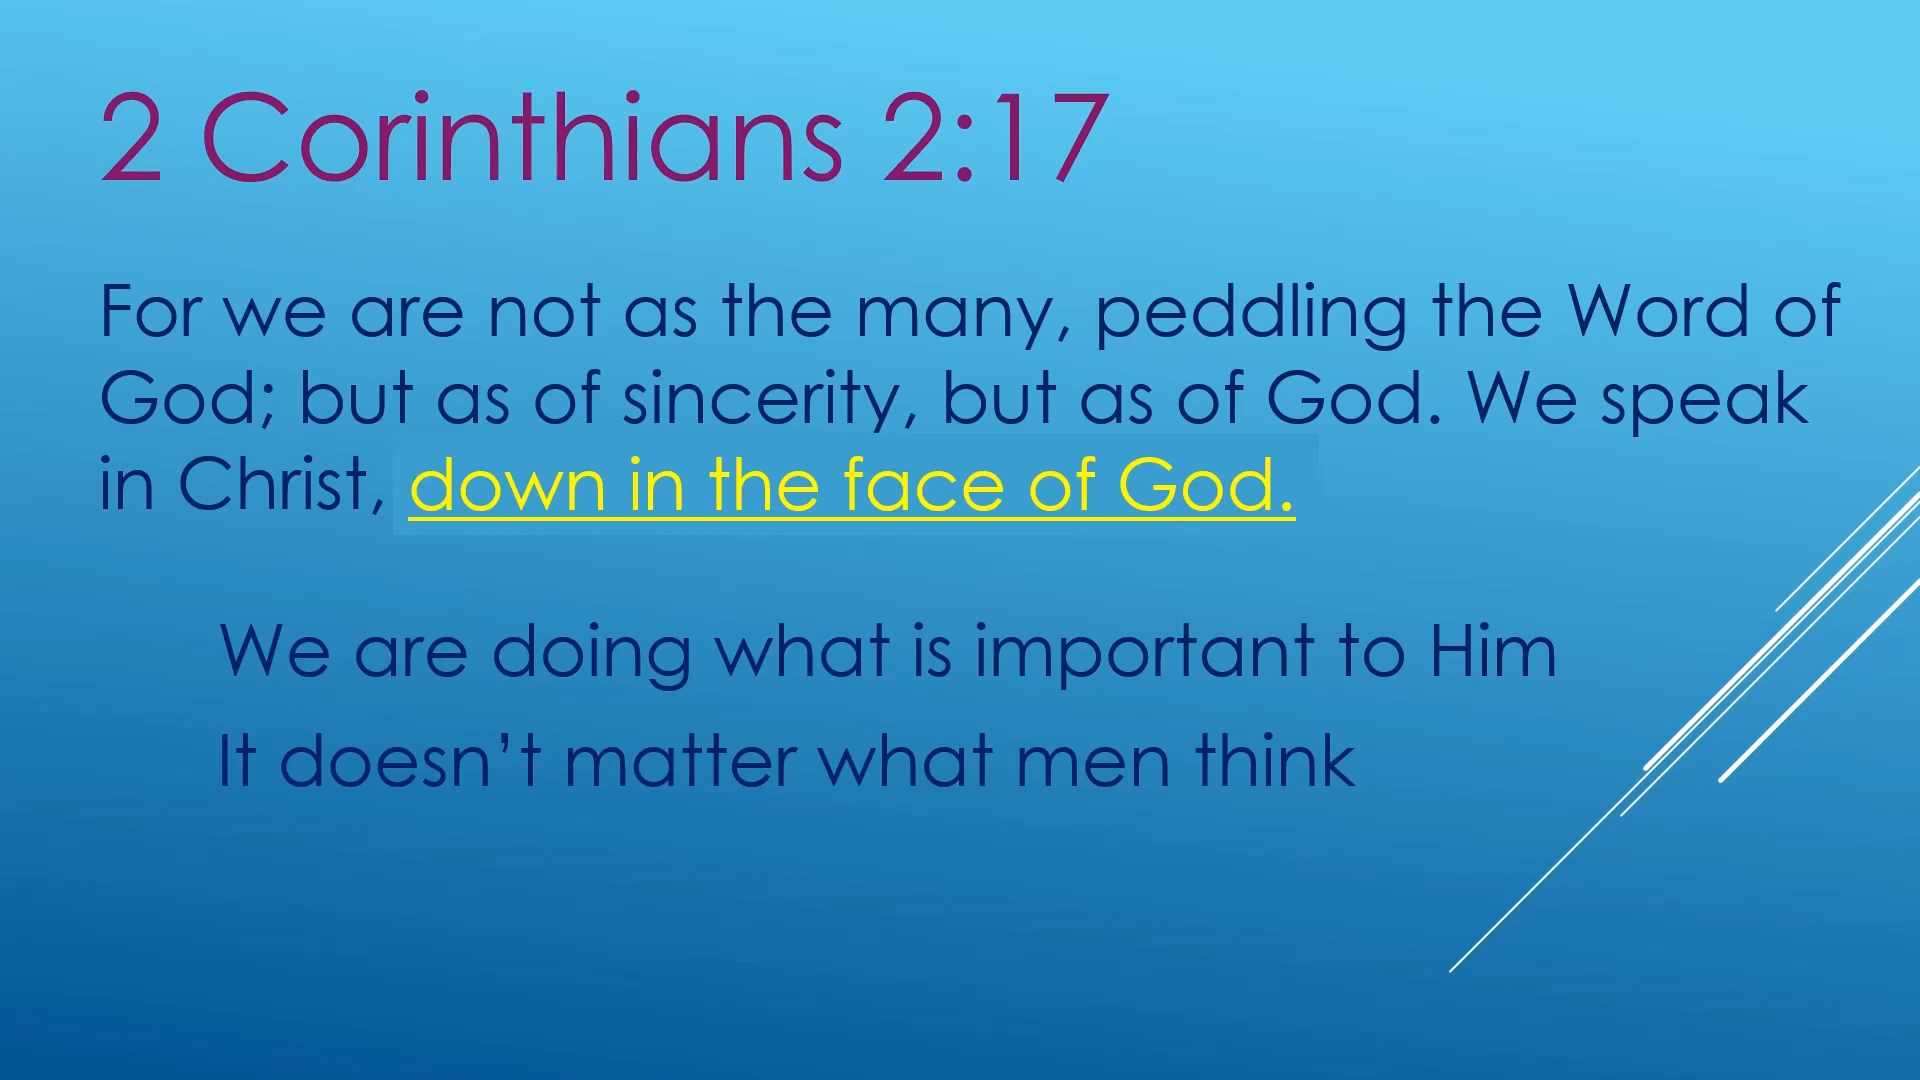 2 Corinthians 2:17
For we are not as the many, peddling the Word of
God; but as of sincerity, but as of God. We speak
in Christ, down in the face of God.
We are doing what is important to Him
It doesn’t matter what men think